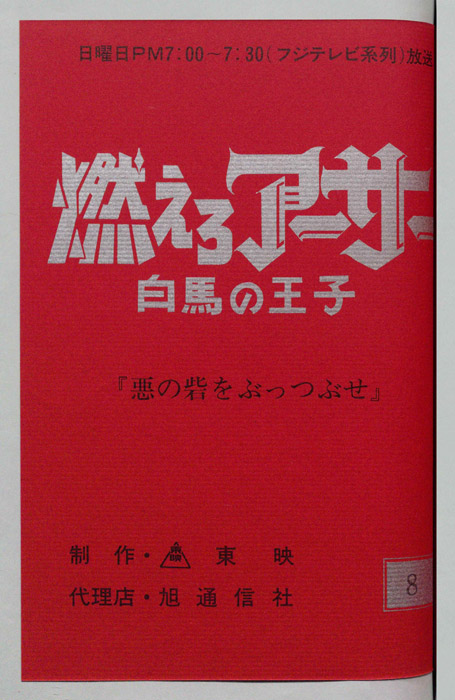 日曜日PM7:00～7:30(フジテレビ系列)放送
燃えろアーサー
白馬の王子
『悪の砦をぶっつぶせ』
制作・東映
代理店・旭通信社
8